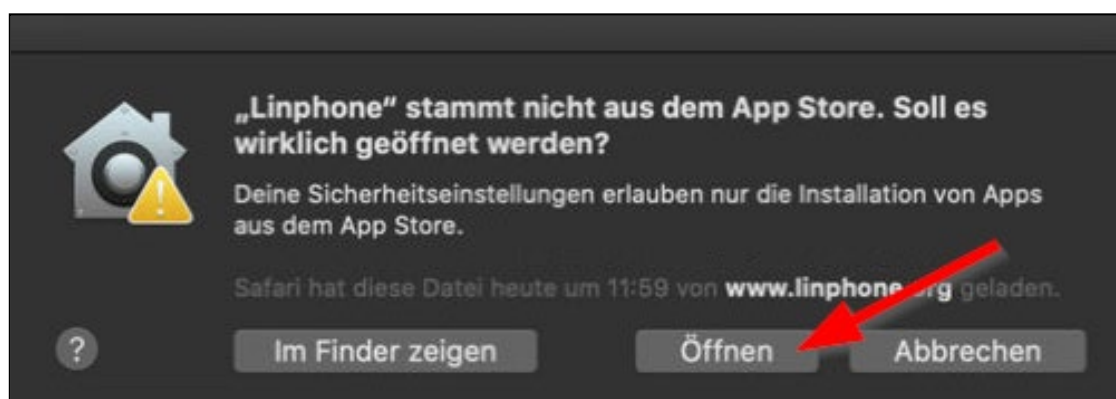 „Linphone“ stammt nicht aus dem App Store. Soll es
wirklich geöffnet werden?
Deine Sicherheitseinstellungen erlauben nur die Installation von Apps
aus dem App Store.
Safari hat diese Datei heute um 11:59 von www.linphone.org geladen.
? Im Finder zeigen Öffnen Abbrechen